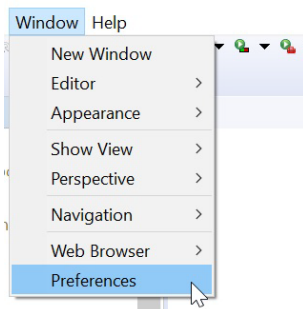 Window Help
New Window
Editor
Appearance
Show View
Perspective
Navigation
Web Browser
Preferences